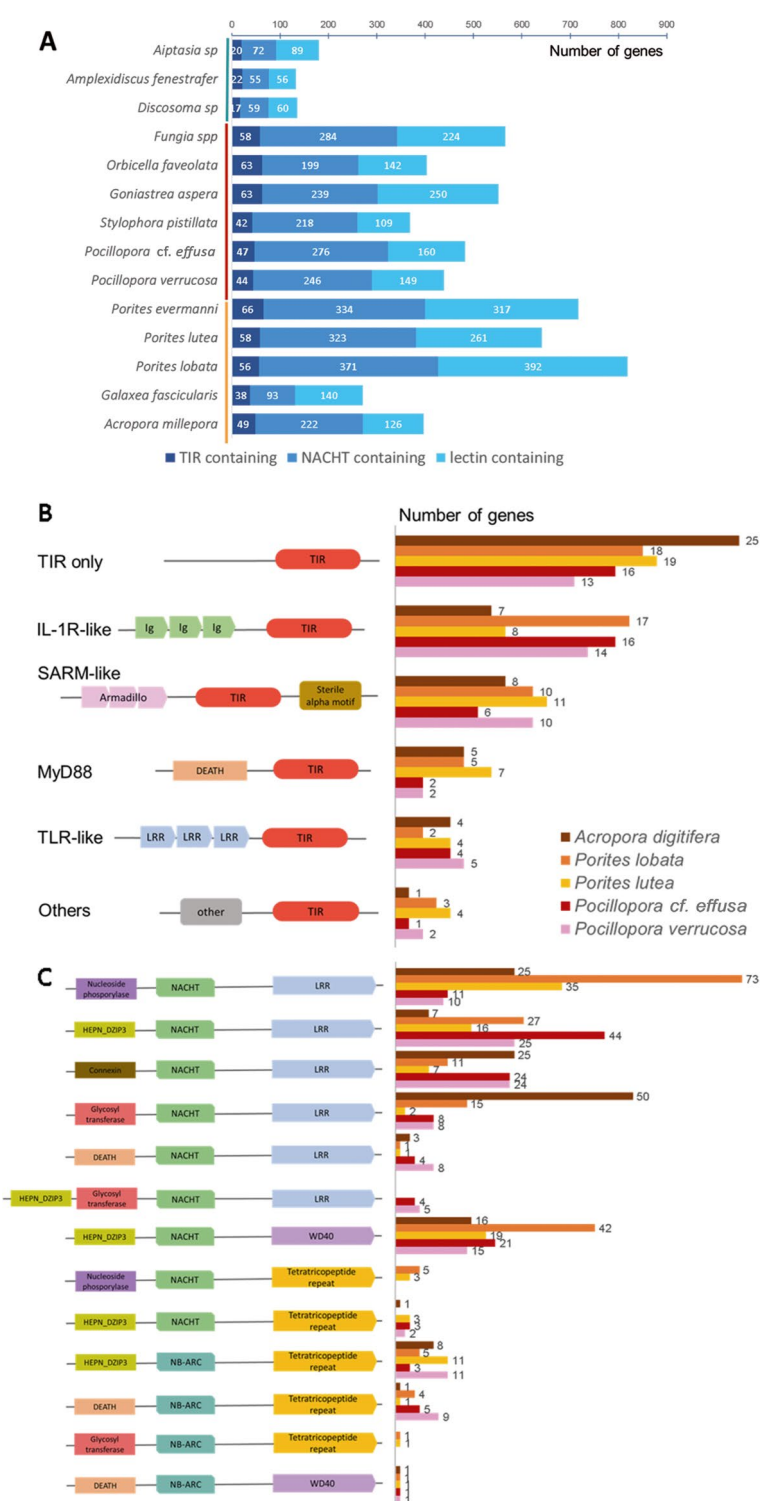 A
0 100 200 300 400 500 600 700 800 900
Number of genes
Aiptasia sp 20 72 89
Amplexidiscus fenestrafer 22 55 56
Discosoma sp 17 59 60
Fungia spp 58 284 224
Orbicella faveolata 63 199 142
Goniastrea aspera 63 239 250
Stylophora pistillata 42 218 109
Pocillopora cf. effusa 47 276 160
Pocillopora verrucosa 44 246 149
Porites evermanni 66 334 317
Porites lutea 58 323 261
Porites lobata 56 371 392
Galaxea fascicularis 38 93 140
Acropora millepora 49 222 126
TIR containing NACHT containing lectin containing
B
Number of genes
TIR only TIR
25
18
19
16
13
IL-1R-like Ig Ig Ig TIR
7
17
8
16
14
SARM-like
Armadillo TIR Sterile
alpha motif
8
10
11
6
10
MyD88 DEATH TIR
5
5
7
2
2
TLR-like LRR LRR LRR TIR
4
2
4
4
5
Others other TIR
1
3
4
1
2
Acropora digitifera
Porites lobata
Porites lutea
Pocillopora cf. effusa
Pocillopora verrucosa
C
Nucleoside
phosporylase NACHT LRR
25
73
35
11
10
HEPN_DZIP3 NACHT LRR
7
27
16
44
25
Connexin NACHT LRR
25
11
7
24
24
Glycosyl
transferase NACHT LRR
50
15
2
8
8
DEATH NACHT LRR
3
1
1
4
8
HEPN_DZIP3 Glycosyl
transferase NACHT LRR
4
5
HEPN_DZIP3 NACHT WD40
16
42
19
21
15
Nucleoside
phosporylase NACHT Tetratricopeptide
repeat
5
3
HEPN_DZIP3 NACHT Tetratricopeptide
repeat
1
3
3
2
HEPN_DZIP3 NB-ARC Tetratricopeptide
repeat
8
5
11
3
11
DEATH NB-ARC Tetratricopeptide
repeat
1
4
1
5
9
Glycosyl
transferase NB-ARC Tetratricopeptide
repeat
1
1
DEATH NB-ARC WD40
1
1
1
1
1